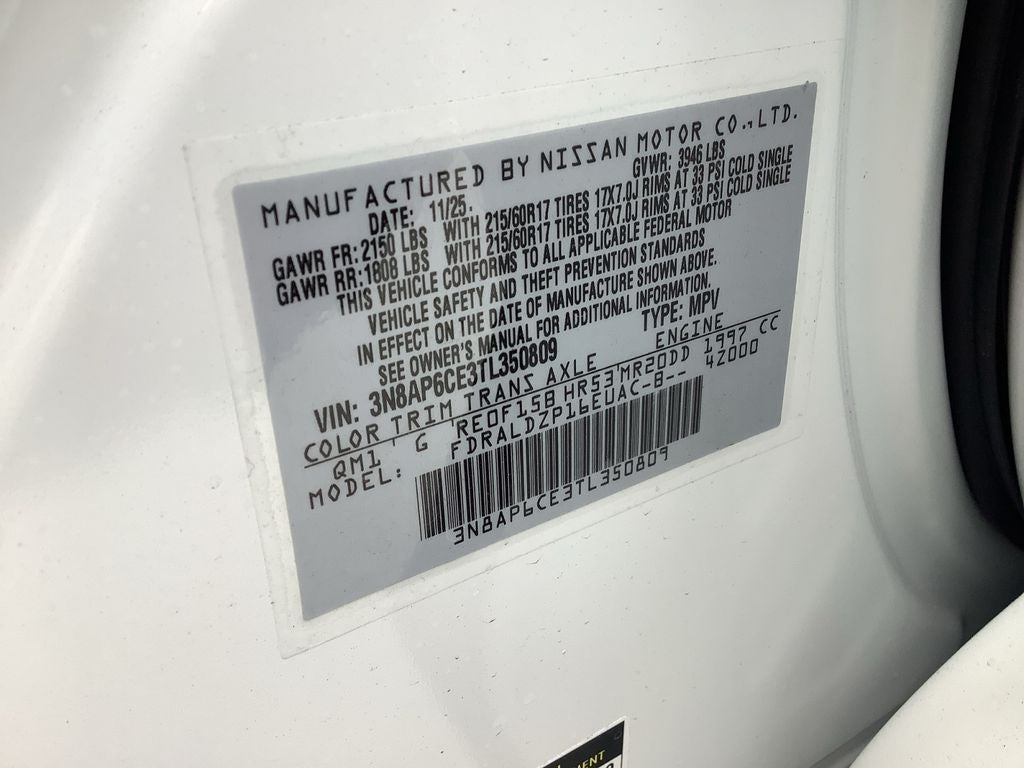 MANUFACTURED BY NISSAN MOTOR CO.,LTD.
DATE: 11/25. GVWR: 3946 LBS
GAWR FR: 2150 LBS WITH 215/60R17 TIRES 17X7.0J RIMS AT 33 PSI COLD SINGLE
GAWR RR: 1808 LBS WITH 215/60R17 TIRES 17X7.0J RIMS AT 33 PSI COLD SINGLE
THIS VEHICLE CONFORMS TO ALL APPLICABLE FEDERAL MOTOR
VEHICLE SAFETY AND THEFT PREVENTION STANDARDS
IN EFFECT ON THE DATE OF MANUFACTURE SHOWN ABOVE.
SEE OWNER'S MANUAL FOR ADDITIONAL INFORMATION.
VIN: 3N8AP6CE3TL350809 TYPE: MPV
COLOR TRIM TRANS AXLE ENGINE
QM1 ' G 'RE0F15B HR53'MR20DD 1997 CC
MODEL: FDRALDZP16EUAC-B-- 42000
3N8AP6CE3TL350809